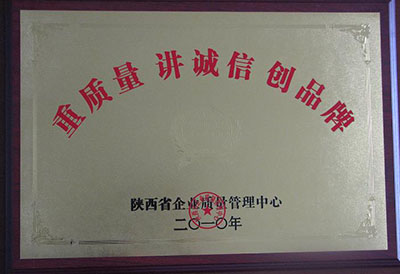 重质量 讲诚信 创品牌
陕西省企业质量管理中心
二〇一〇年